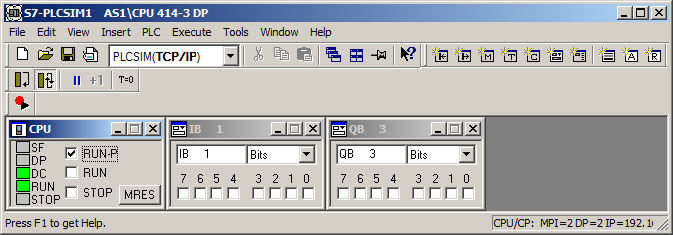 S7-PLCSIM1    AS1\CPU 414-3 DP
File Edit View Insert PLC Execute Tools Window Help
PLCSIM(TCP/IP)
+1 T=0
CPU
IB 1
QB 3
SF
DP
DC
RUN
STOP
RUN-P
RUN
STOP
MRES
IB 1 Bits
7 6 5 4 3 2 1 0
QB 3 Bits
7 6 5 4 3 2 1 0
Press F1 to get Help.
CPU/CP: MPI=2 DP=2 IP=192.16